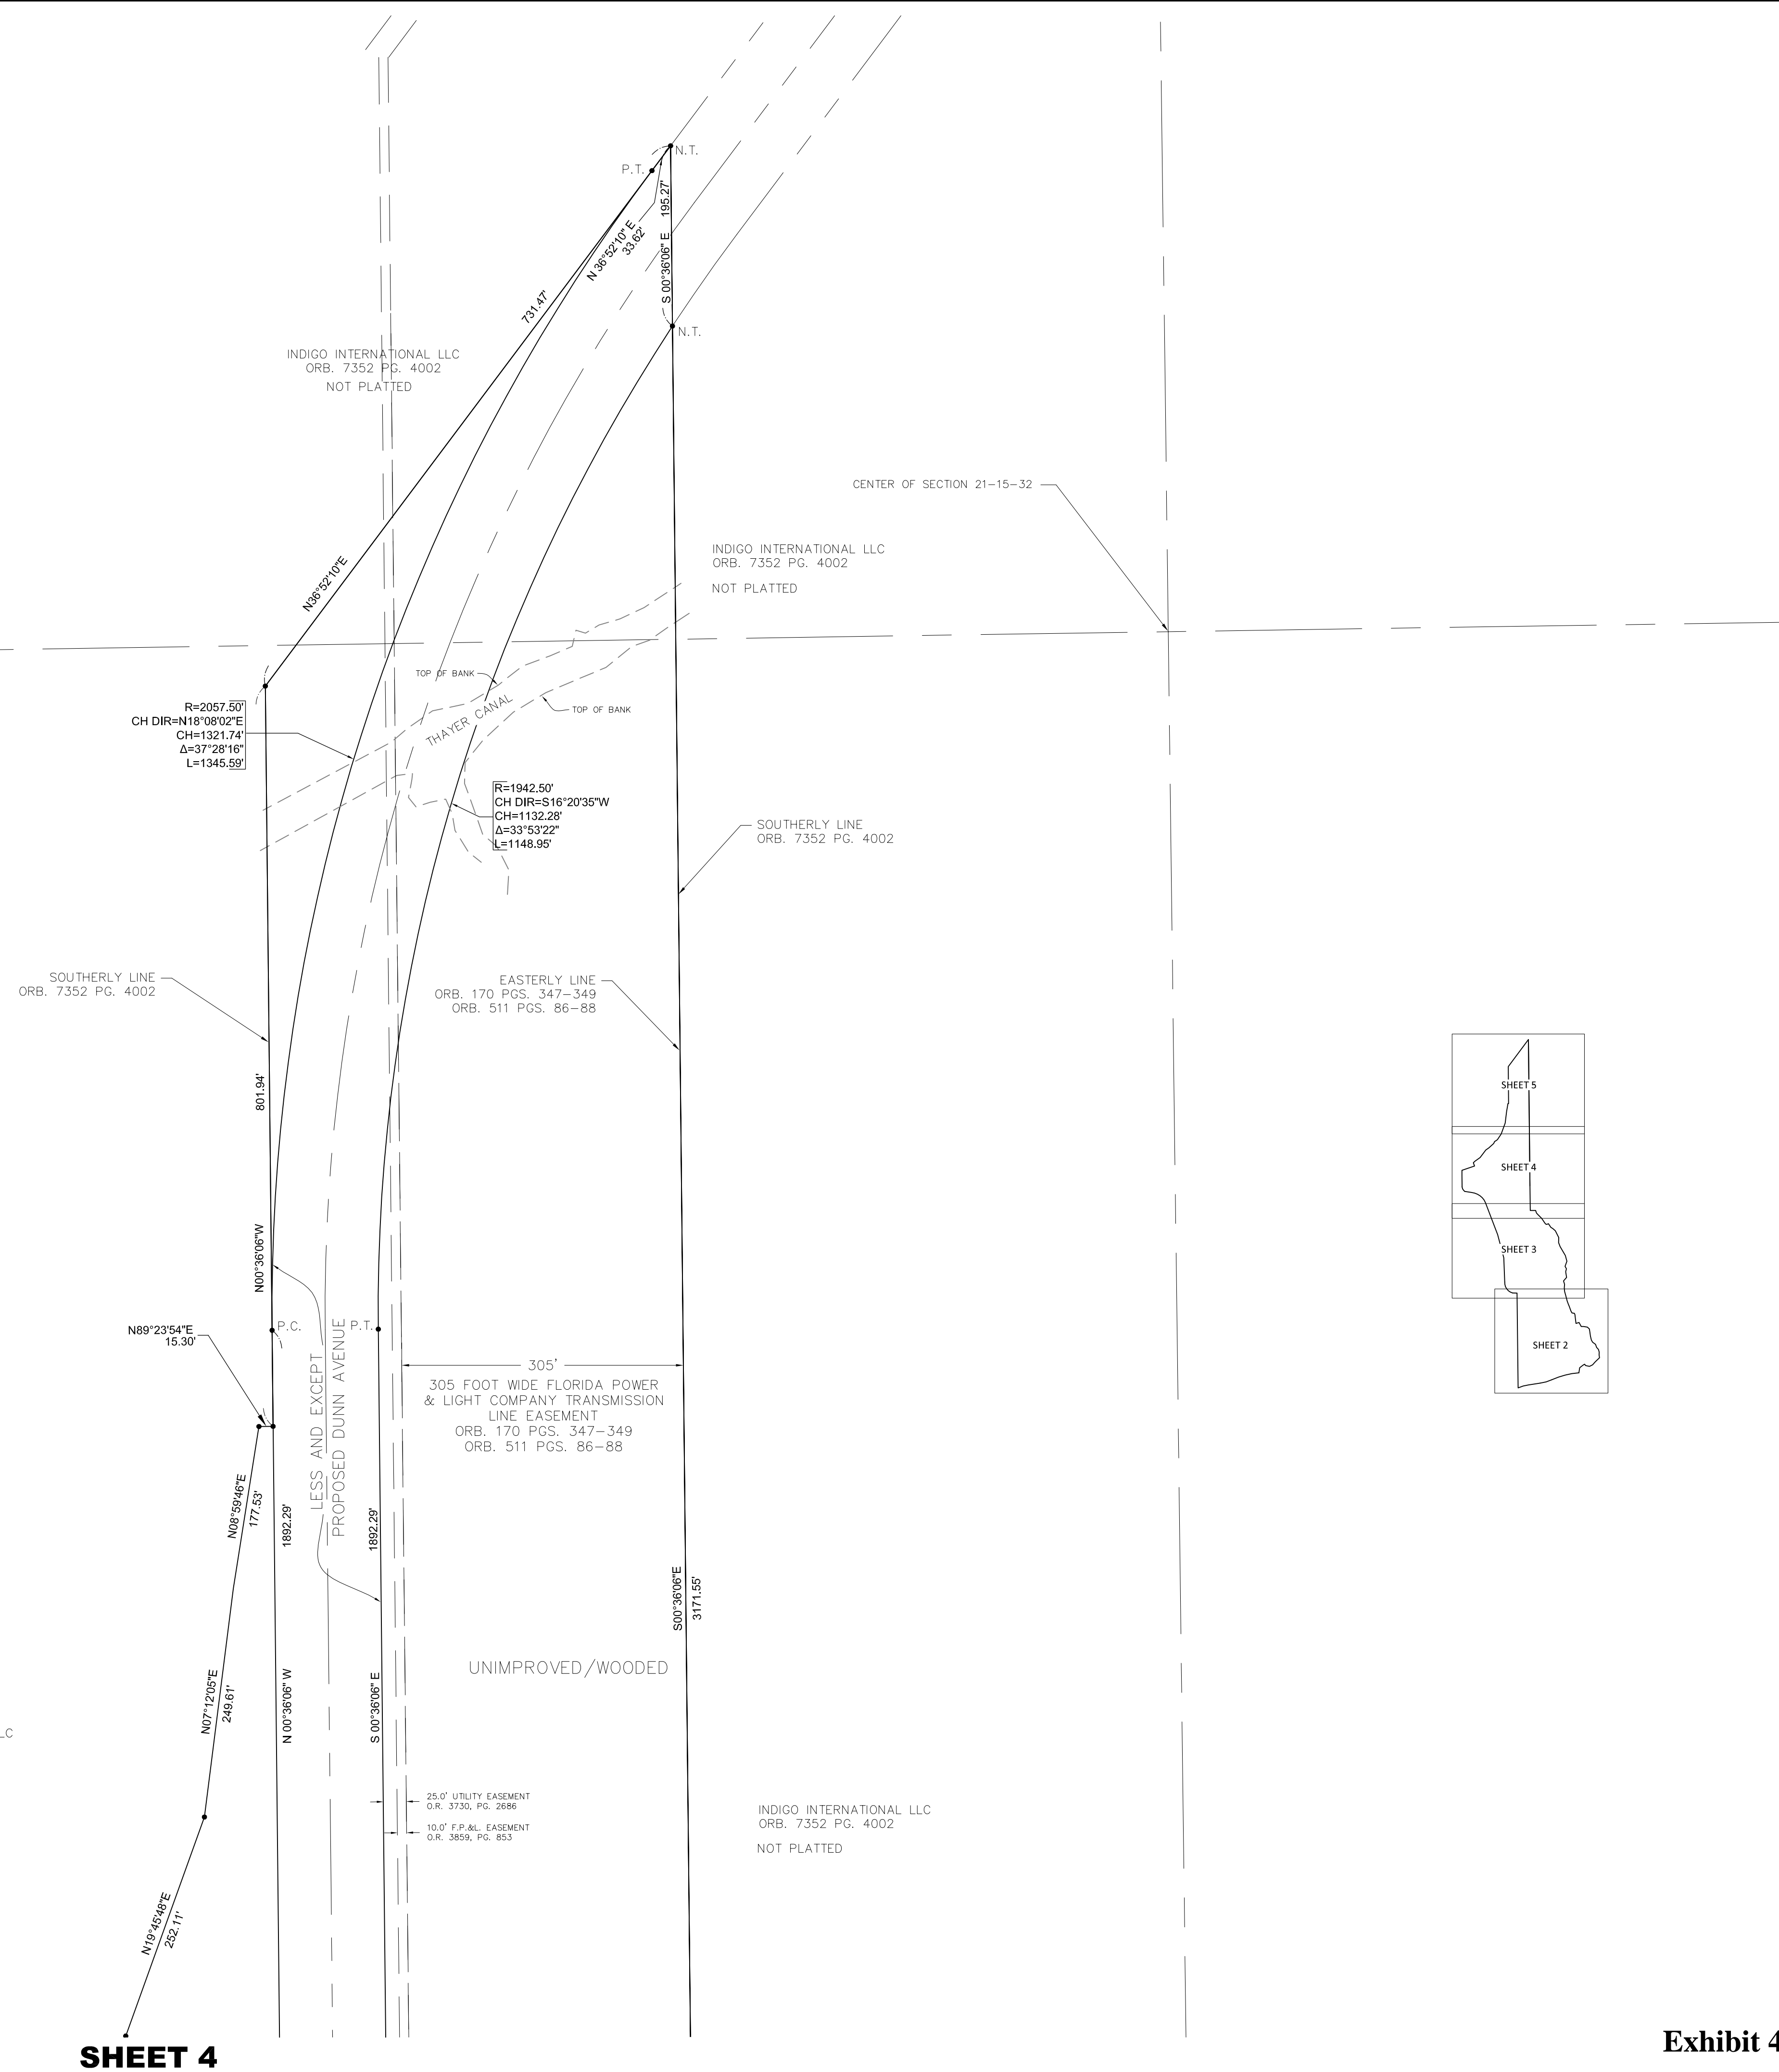 N.T.
P.T.
195.27'
S 00°36'06" E
N 36°52'10" E
33.62'
731.47'
N.T.
INDIGO INTERNATIONAL LLC
ORB. 7352 PG. 4002
NOT PLATTED
CENTER OF SECTION 21-15-32
N36°52'10"E
INDIGO INTERNATIONAL LLC
ORB. 7352 PG. 4002
NOT PLATTED
TOP OF BANK
THAYER CANAL
TOP OF BANK
R=2057.50'
CH DIR=N18°08'02"E
CH=1321.74'
Δ=37°28'16"
L=1345.59'
R=1942.50'
CH DIR=S16°20'35"W
CH=1132.28'
Δ=33°53'22"
L=1148.95'
SOUTHERLY LINE
ORB. 7352 PG. 4002
SOUTHERLY LINE
ORB. 7352 PG. 4002
EASTERLY LINE
ORB. 170 PGS. 347-349
ORB. 511 PGS. 86-88
801.94'
N00°36'06"W
SHEET 5
SHEET 4
SHEET 3
SHEET 2
N89°23'54"E
15.30'
P.C.
P.T.
LESS AND EXCEPT
PROPOSED DUNN AVENUE
305'
305 FOOT WIDE FLORIDA POWER
& LIGHT COMPANY TRANSMISSION
LINE EASEMENT
ORB. 170 PGS. 347-349
ORB. 511 PGS. 86-88
N08°59'46"E
177.53'
1892.29'
N 00°36'06" W
1892.29'
S 00°36'06" E
S00°36'06"E
3171.55'
UNIMPROVED/WOODED
N07°12'05"E
249.61'
LC
25.0' UTILITY EASEMENT
O.R. 3730, PG. 2686
10.0' F.P.&L. EASEMENT
O.R. 3859, PG. 853
INDIGO INTERNATIONAL LLC
ORB. 7352 PG. 4002
NOT PLATTED
N19°45'48"E
252.11'
SHEET 4
Exhibit 4